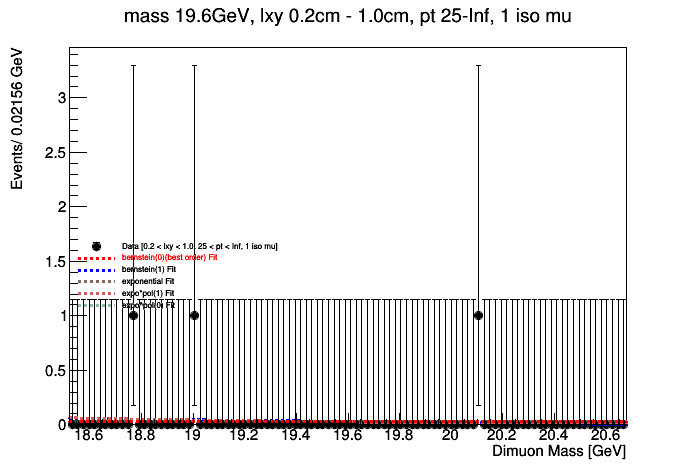 mass 19.6GeV, lxy 0.2cm - 1.0cm, pt 25-Inf, 1 iso mu
Events/ 0.02156 GeV
3
2.5
2
1.5
1
0.5
0
Data [0.2 < lxy < 1.0, 25 < pt < Inf, 1 iso mu]
bernstein(0)(best order) Fit
bernstein(1) Fit
exponential Fit
expo*pol(1) Fit
expo*pol(0) Fit
18.6 18.8 19 19.2 19.4 19.6 19.8 20 20.2 20.4 20.6
Dimuon Mass [GeV]